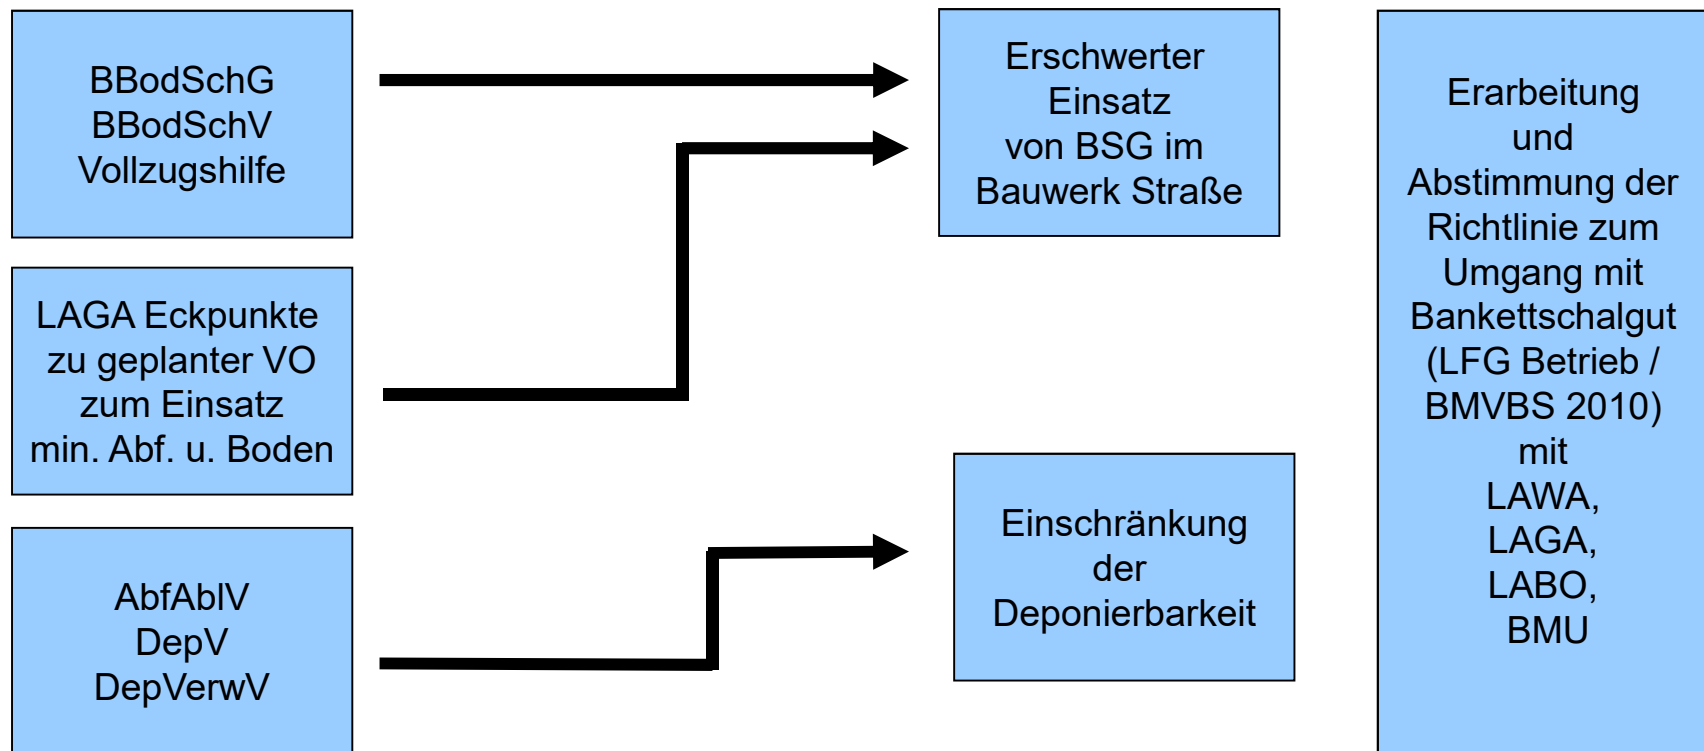 BBodSchG
BBodSchV
Vollzugshilfe
LAGA Eckpunkte
zu geplanter VO
zum Einsatz
min. Abf. u. Boden
AbfAblV
DepV
DepVerwV
Erschwerter
Einsatz
von BSG im
Bauwerk Straße
Einschränkung
der
Deponierbarkeit
Erarbeitung
und
Abstimmung der
Richtlinie zum
Umgang mit
Bankettschalgut
(LFG Betrieb /
BMVBS 2010)
mit
LAWA,
LAGA,
LABO,
BMU